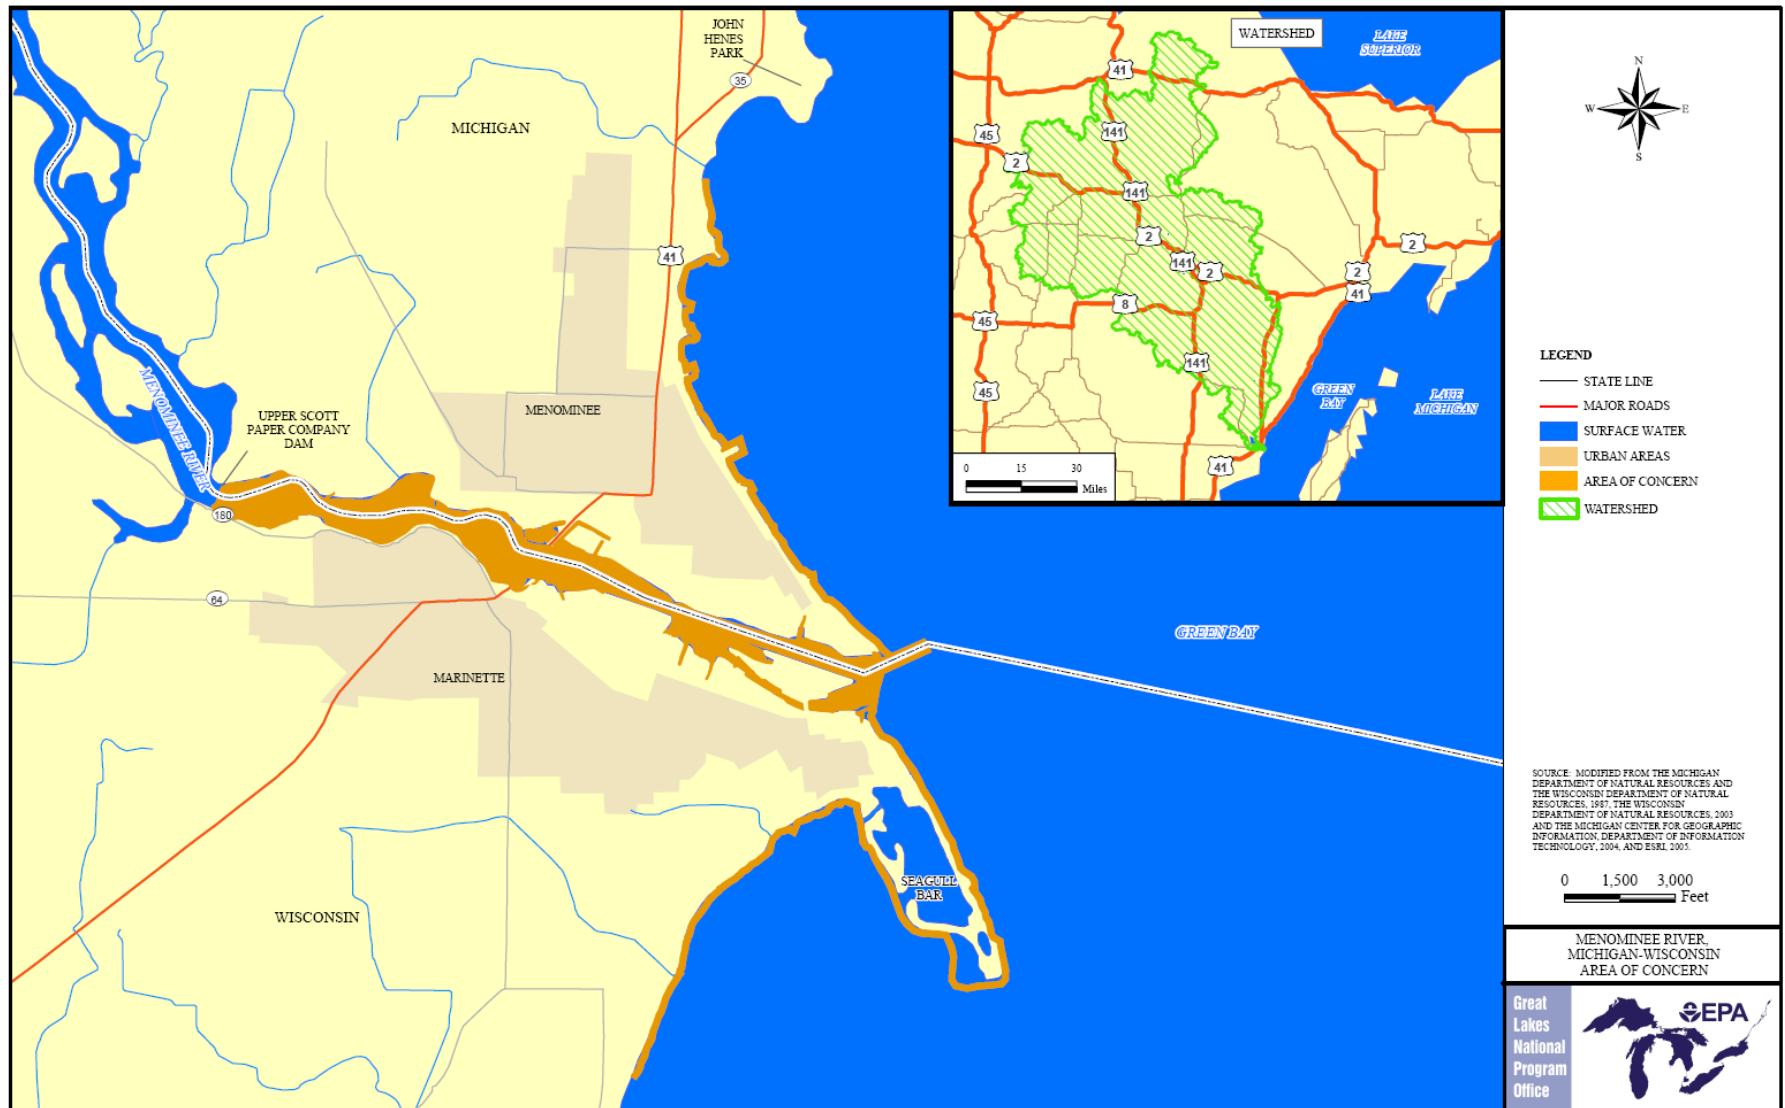 JOHN
HENES
PARK
35
MICHIGAN
41
MENOMINEE
MENOMINEE RIVER
UPPER SCOTT
PAPER COMPANY
DAM
180
64
MARINETTE
GREEN BAY
SEAGULL
BAR
WISCONSIN
WATERSHED
LAKE
SUPERIOR
41
45
141
2
141
2
2
141
2
2
41
8
45
141
45
GREEN
BAY
LAKE
MICHIGAN
41
0 15 30
Miles
N
W E
S
LEGEND
STATE LINE
MAJOR ROADS
SURFACE WATER
URBAN AREAS
AREA OF CONCERN
WATERSHED
SOURCE: MODIFIED FROM THE MICHIGAN
DEPARTMENT OF NATURAL RESOURCES AND
THE WISCONSIN DEPARTMENT OF NATURAL
RESOURCES, 1987, THE WISCONSIN
DEPARTMENT OF NATURAL RESOURCES, 2003
AND THE MICHIGAN CENTER FOR GEOGRAPHIC
INFORMATION, DEPARTMENT OF INFORMATION
TECHNOLOGY, 2004, AND ESRI, 2005.
0 1,500 3,000
Feet
MENOMINEE RIVER,
MICHIGAN-WISCONSIN
AREA OF CONCERN
Great
Lakes
National
Program
Office
EPA